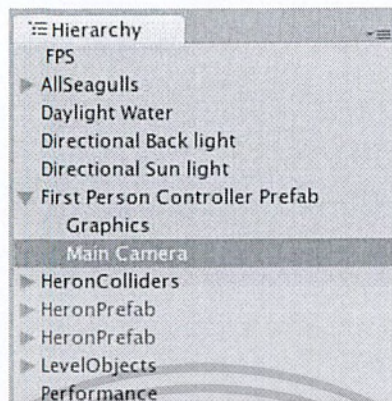 Hierarchy
FPS
AllSeagulls
Daylight Water
Directional Back light
Directional Sun light
First Person Controller Prefab
Graphics
Main Camera
HeronColliders
HeronPrefab
HeronPrefab
LevelObjects
Performance